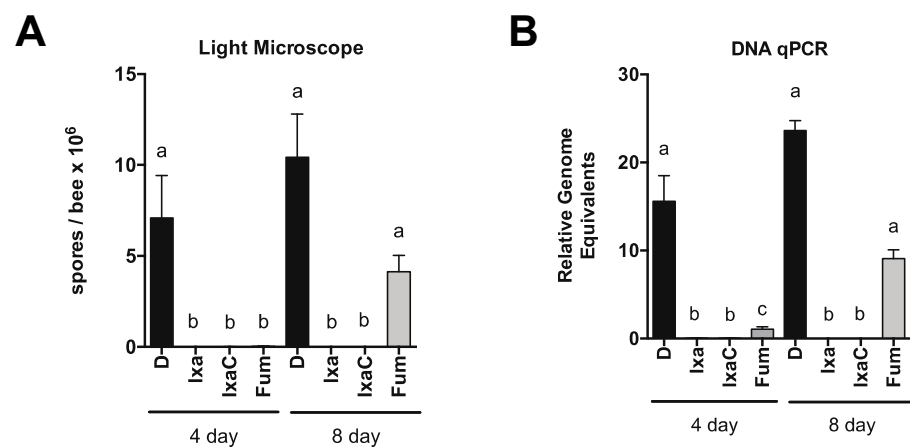 A
Light Microscope
spores / bee x 10⁶
15
10
5
0
a
b
b
b
a
b
b
a
D
Ixa
IxaC
Fum
D
Ixa
IxaC
Fum
4 day
8 day
B
DNA qPCR
Relative Genome
Equivalents
30
20
10
0
a
b
b
c
a
b
b
a
D
Ixa
IxaC
Fum
D
Ixa
IxaC
Fum
4 day
8 day